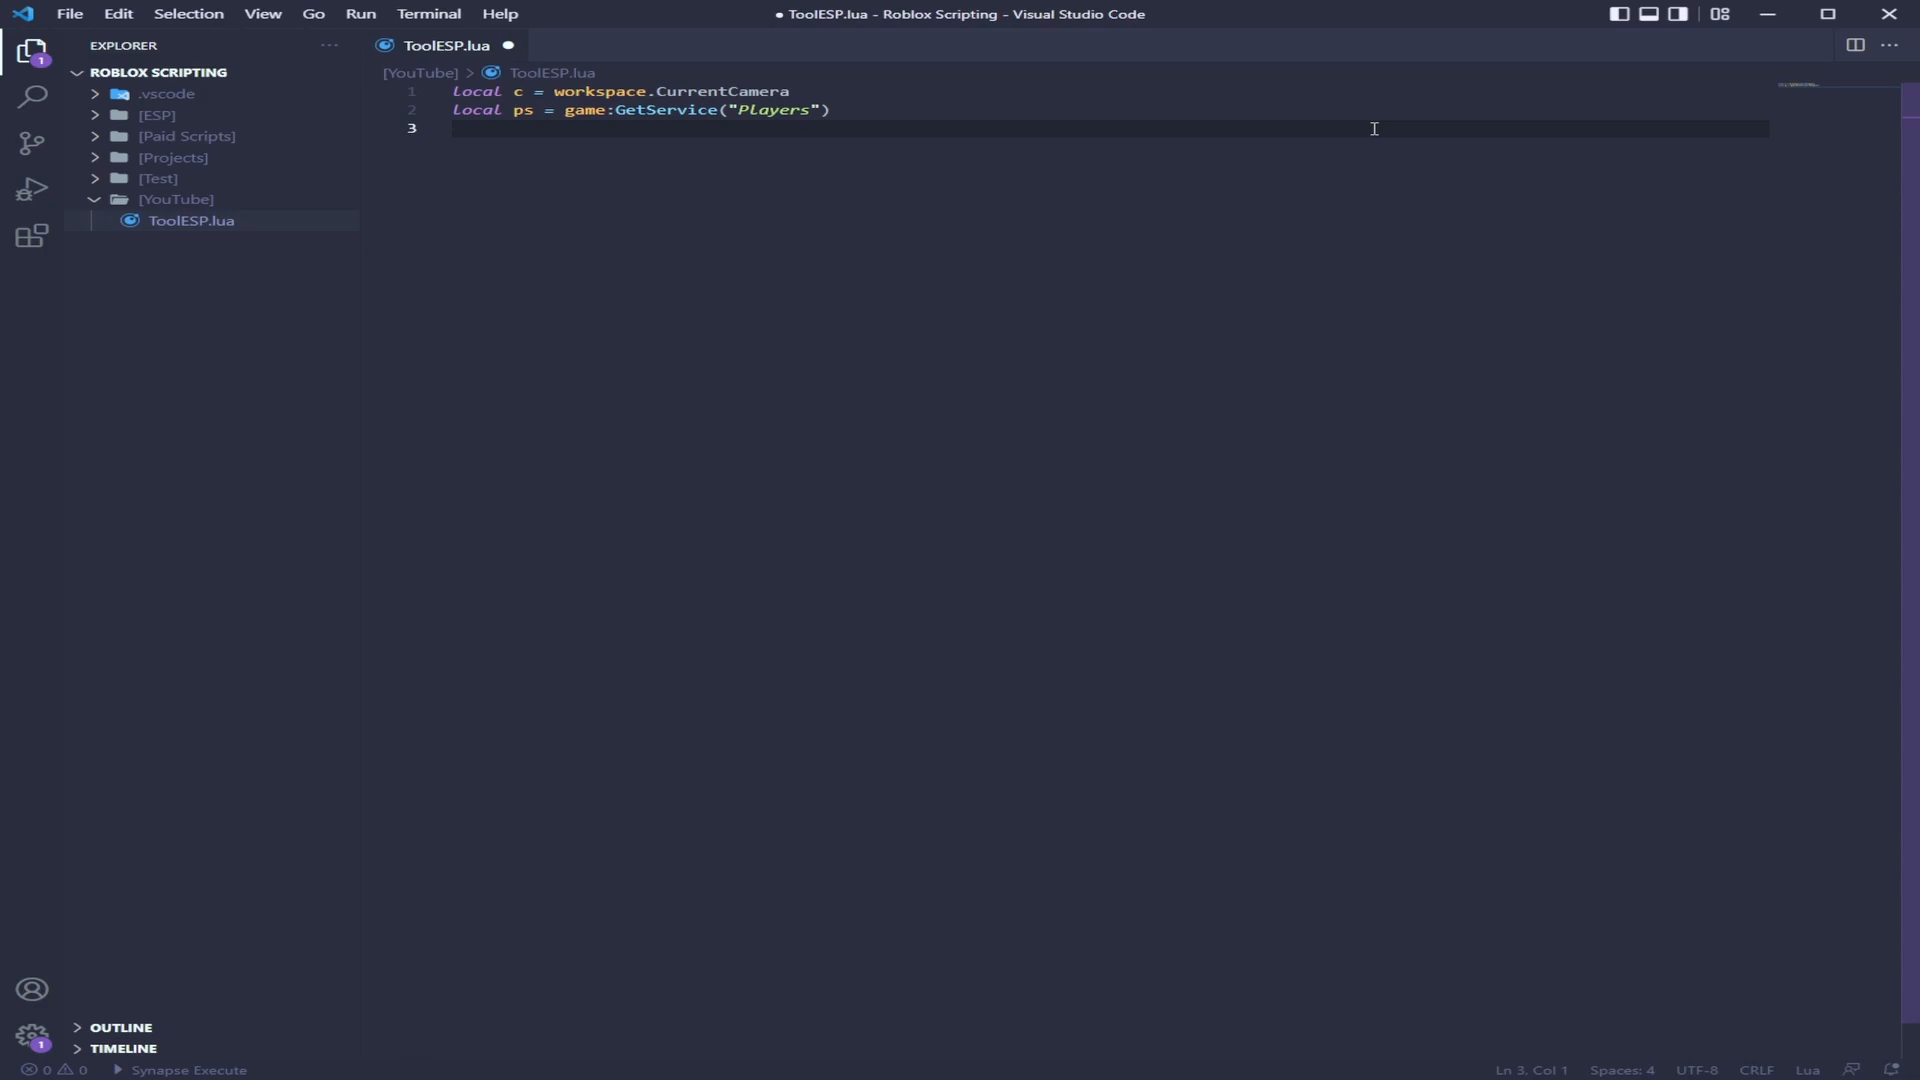 File Edit Selection View Go Run Terminal Help
● ToolESP.lua - Roblox Scripting - Visual Studio Code
EXPLORER
ROBLOX SCRIPTING
.vscode
[ESP]
[Paid Scripts]
[Projects]
[Test]
[YouTube]
ToolESP.lua
ToolESP.lua
[YouTube] > ToolESP.lua
1 local c = workspace.CurrentCamera
2 local ps = game:GetService("Players")
3
1
1
OUTLINE
TIMELINE
0 0 Synapse Execute
Ln 3, Col 1 Spaces: 4 UTF-8 CRLF Lua